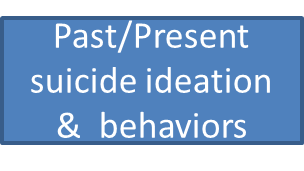 Past/Present
suicide ideation
& behaviors